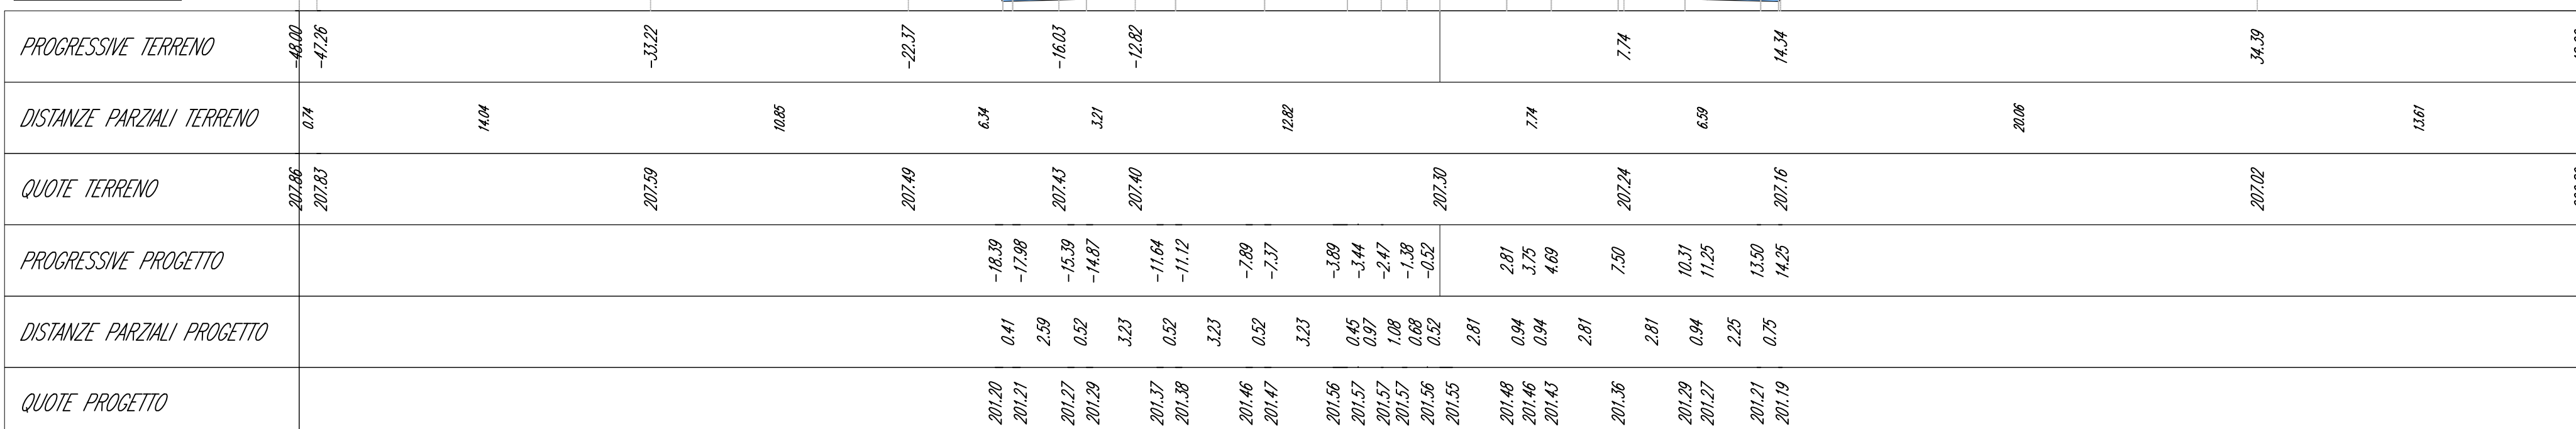 PROGRESSIVE TERRENO -48.00 -47.26 -33.22 -22.37 -16.03 -12.82 7.74 14.34 34.39
DISTANZE PARZIALI TERRENO 0.74 14.04 10.85 6.34 3.21 12.82 7.74 6.59 20.06 13.61
QUOTE TERRENO 207.86 207.83 207.59 207.49 207.43 207.40 207.30 207.24 207.16 207.02
PROGRESSIVE PROGETTO -18.39 -17.98 -15.39 -14.87 -11.64 -11.12 -7.89 -7.37 -3.89 -3.44 -2.47 -1.38 -0.52 2.81 3.75 4.69 7.50 10.31 11.25 13.50 14.25
DISTANZE PARZIALI PROGETTO 0.41 2.59 0.52 3.23 0.52 3.23 0.52 3.23 0.45 0.97 1.08 0.68 0.52 2.81 0.94 0.94 2.81 2.81 0.94 2.25 0.75
QUOTE PROGETTO 201.20 201.21 201.27 201.29 201.37 201.38 201.46 201.47 201.56 201.57 201.57 201.57 201.56 201.55 201.48 201.46 201.43 201.36 201.29 201.27 201.21 201.19